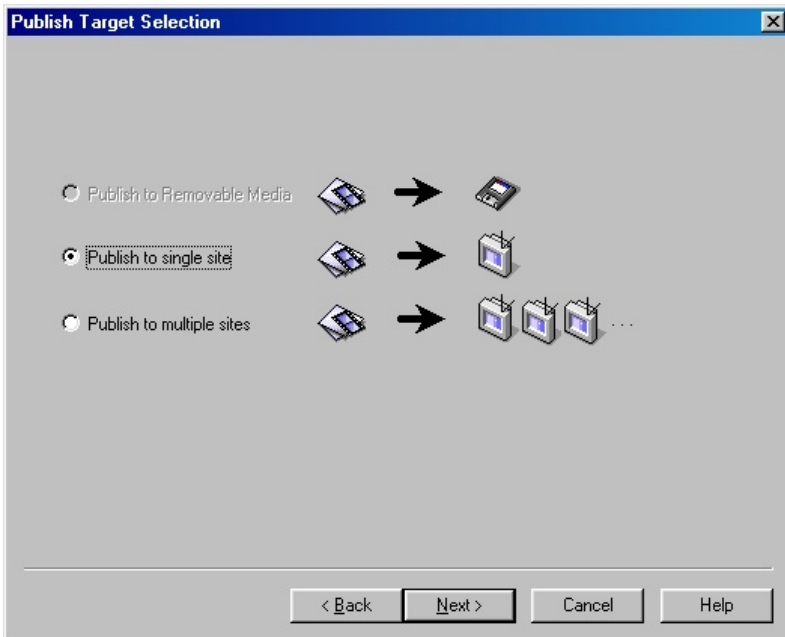 Publish Target Selection
Publish to Removable Media
Publish to single site
Publish to multiple sites
...
< Back
Next >
Cancel
Help